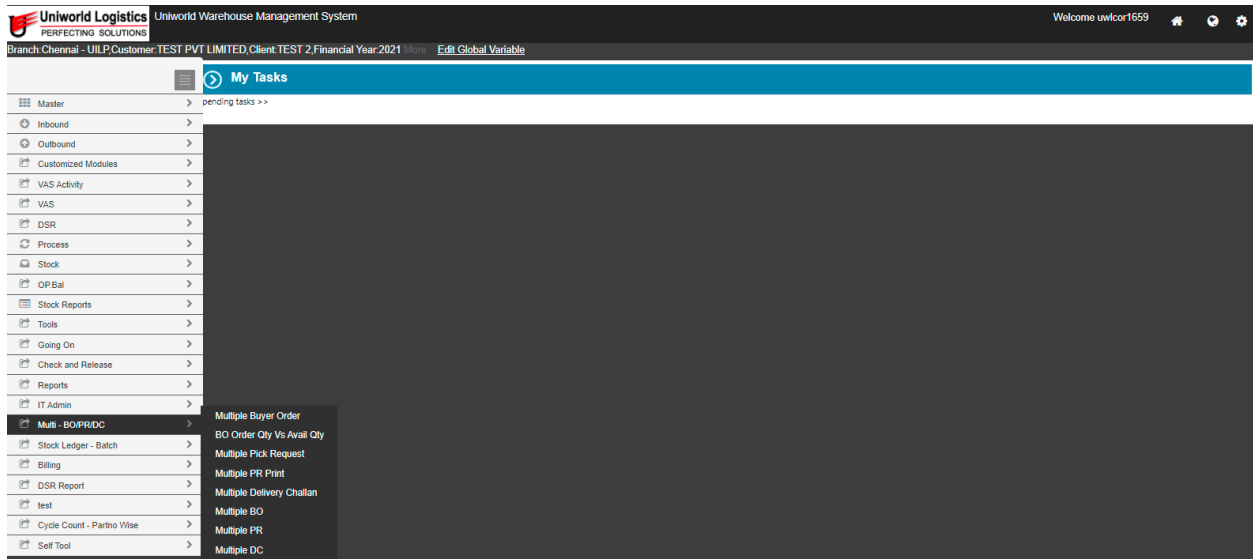 Uniworld Logistics
PERFECTING SOLUTIONS
Uniworld Warehouse Management System
Welcome uwlcor1659
Branch:Chennai - UILP,Customer:TEST PVT LIMITED,Client:TEST 2,Financial Year:2021 More Edit Global Variable
My Tasks
pending tasks >>
Master
Inbound
Outbound
Customized Modules
VAS Activity
VAS
DSR
Process
Stock
OP.Bal
Stock Reports
Tools
Going On
Check and Release
Reports
IT Admin
Multi - BO/PR/DC
Stock Ledger - Batch
Billing
DSR Report
test
Cycle Count - Partno Wise
Self Tool
Multiple Buyer Order
BO Order Qty Vs Avail Qty
Multiple Pick Request
Multiple PR Print
Multiple Delivery Challan
Multiple BO
Multiple PR
Multiple DC